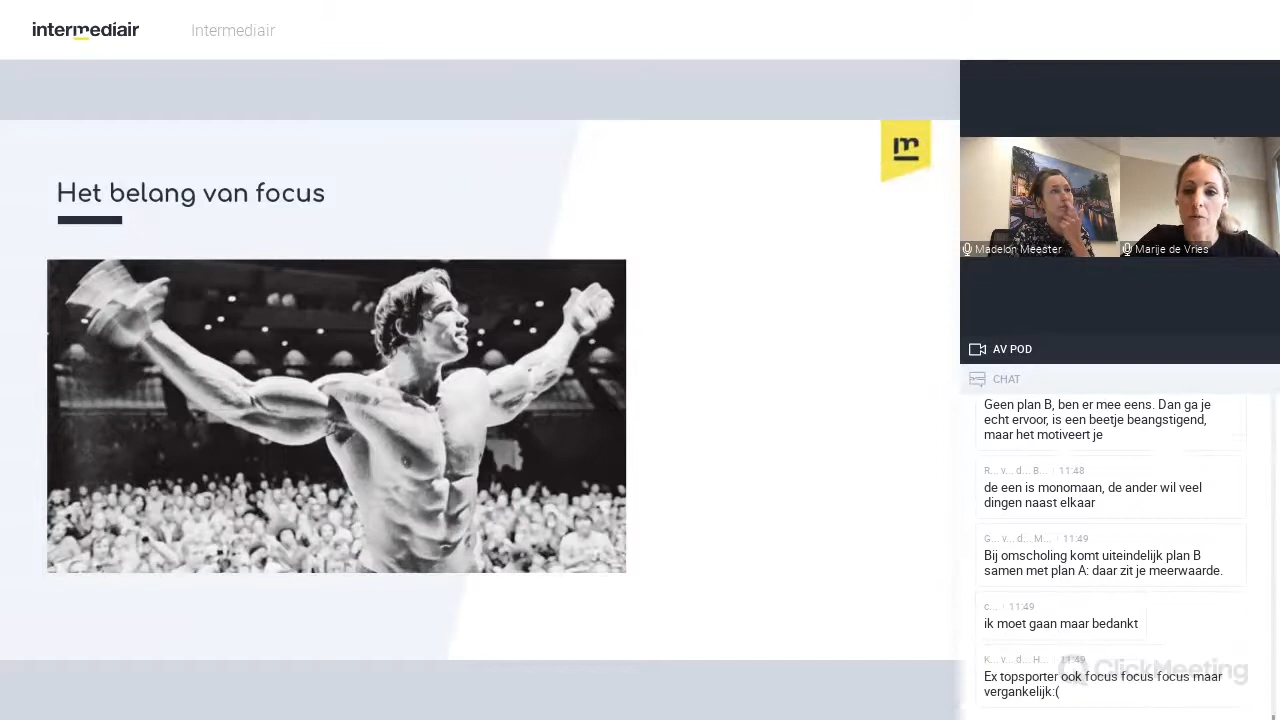 intermediair
Intermediair
m
Het belang van focus
Madelon Meester
Marije de Vries
AV POD
CHAT
Geen plan B, ben er mee eens. Dan ga je
echt ervoor, is een beetje beangstigend,
maar het motiveert je
R... v... d... B... · 11:48
de een is monomaan, de ander wil veel
dingen naast elkaar
G... v... d... M... · 11:49
Bij omscholing komt uiteindelijk plan B
samen met plan A: daar zit je meerwaarde.
c... · 11:49
ik moet gaan maar bedankt
K... v... d... H... · 11:49
ClickMeeting
Ex topsporter ook focus focus focus maar
vergankelijk:(